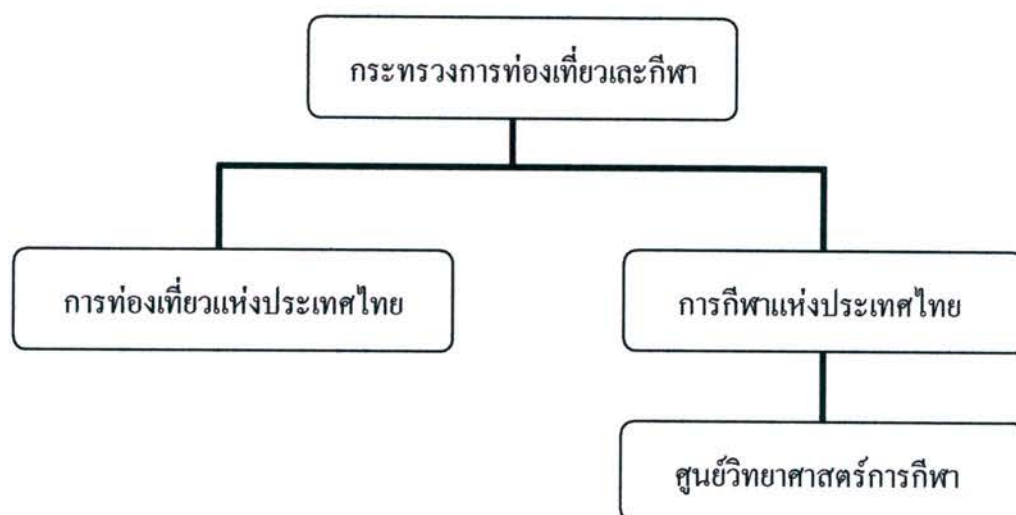 กระทรวงการท่องเที่ยวเละกีฬา
การท่องเที่ยวแห่งประเทศไทย
การกีฬาแห่งประเทศไทย
ศูนย์วิทยาศาสตร์การกีฬา